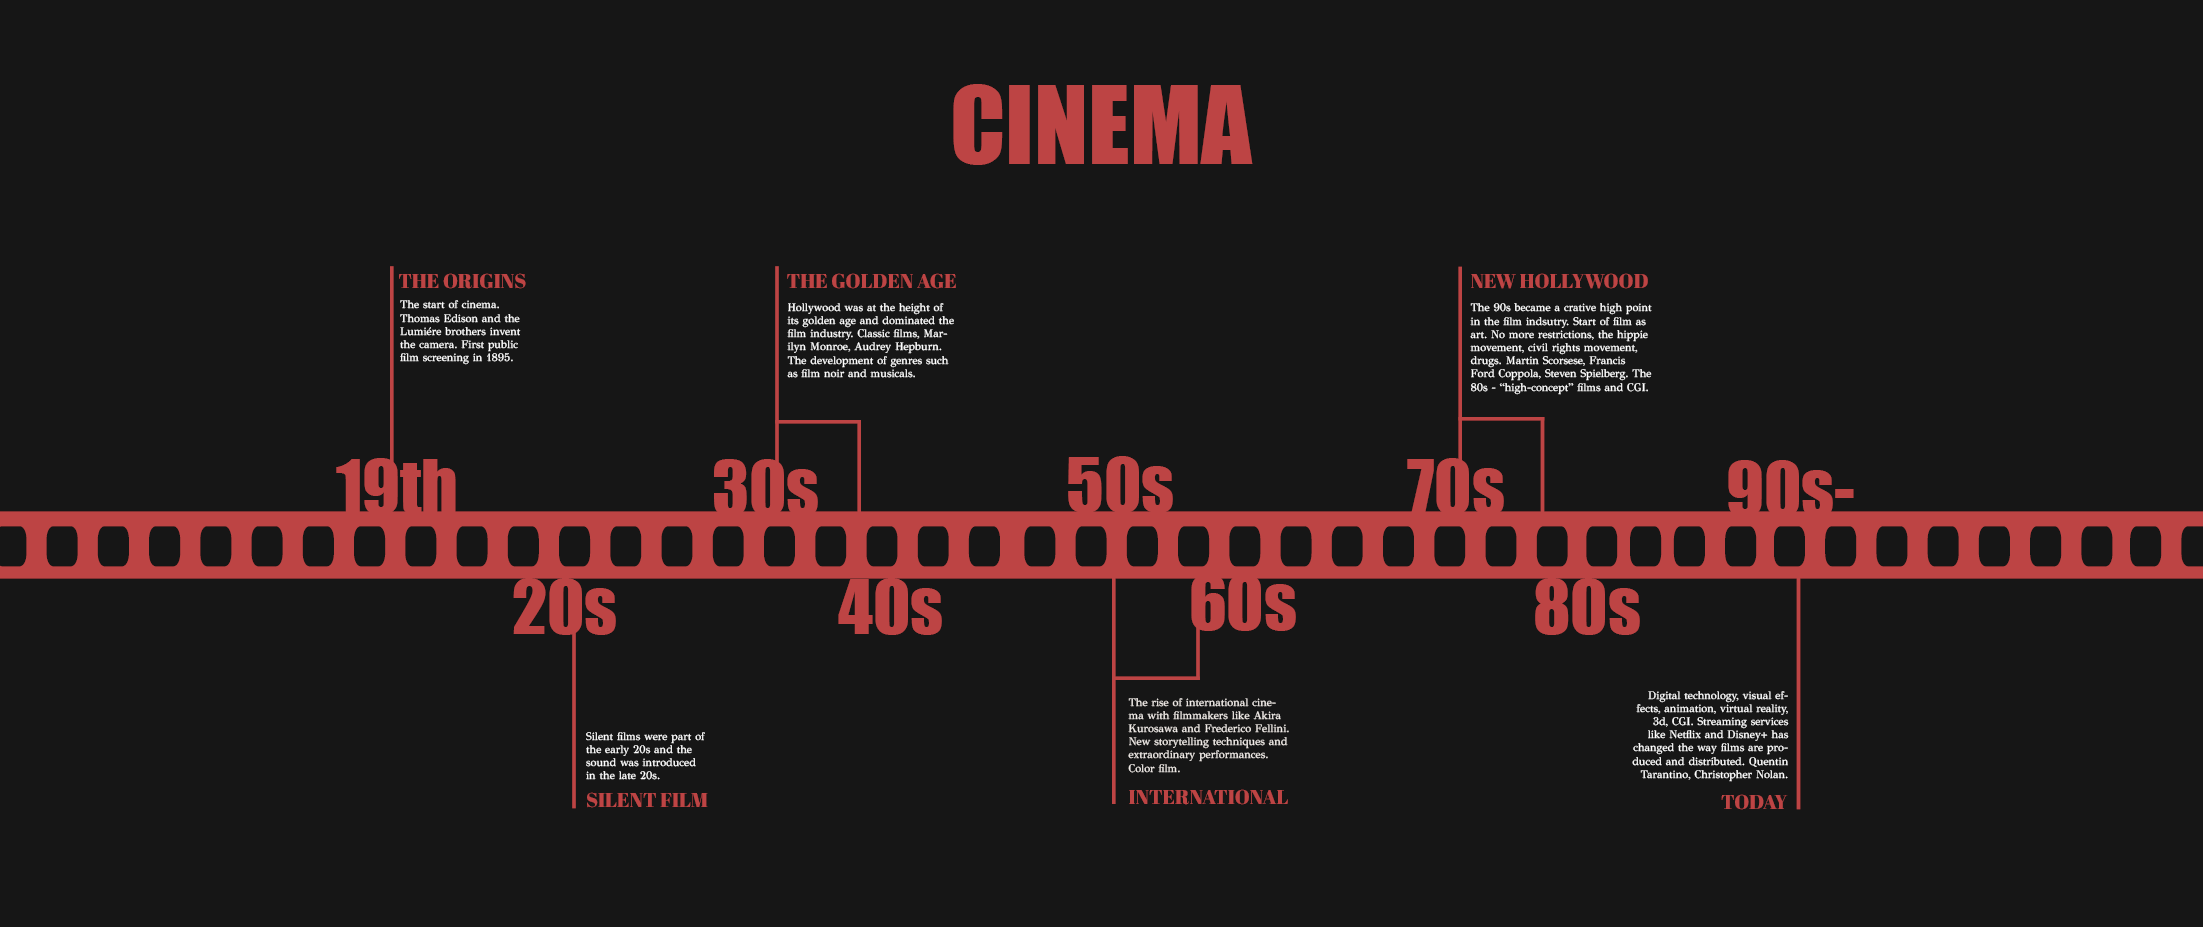 CINEMA
THE ORIGINS
The start of cinema.
Thomas Edison and the
Lumiére brothers invent
the camera. First public
film screening in 1895.
19th
20s
Silent films were part of
the early 20s and the
sound was introduced
in the late 20s.
SILENT FILM
THE GOLDEN AGE
Hollywood was at the height of
its golden age and dominated the
film industry. Classic films, Mar-
ilyn Monroe, Audrey Hepburn.
The development of genres such
as film noir and musicals.
30s
40s
50s
60s
The rise of international cine-
ma with filmmakers like Akira
Kurosawa and Frederico Fellini.
New storytelling techniques and
extraordinary performances.
Color film.
INTERNATIONAL
NEW HOLLYWOOD
The 90s became a crative high point
in the film indsutry. Start of film as
art. No more restrictions, the hippie
movement, civil rights movement,
drugs. Martin Scorsese, Francis
Ford Coppola, Steven Spielberg. The
80s - “high-concept” films and CGI.
70s
80s
90s-
Digital technology, visual ef-
fects, animation, virtual reality,
3d, CGI. Streaming services
like Netflix and Disney+ has
changed the way films are pro-
duced and distributed. Quentin
Tarantino, Christopher Nolan.
TODAY